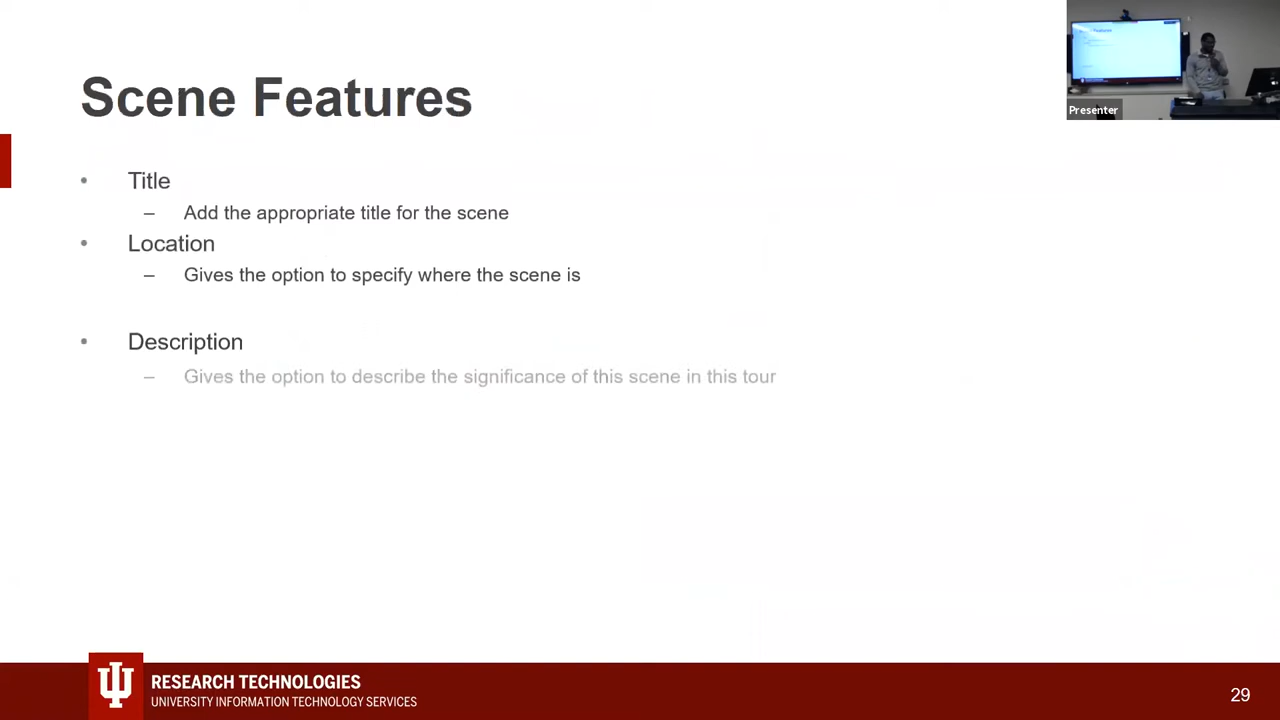 Scene Features
Presenter
• Title
– Add the appropriate title for the scene
• Location
– Gives the option to specify where the scene is
• Description
– Gives the option to describe the significance of this scene in this tour
RESEARCH TECHNOLOGIES
UNIVERSITY INFORMATION TECHNOLOGY SERVICES
29